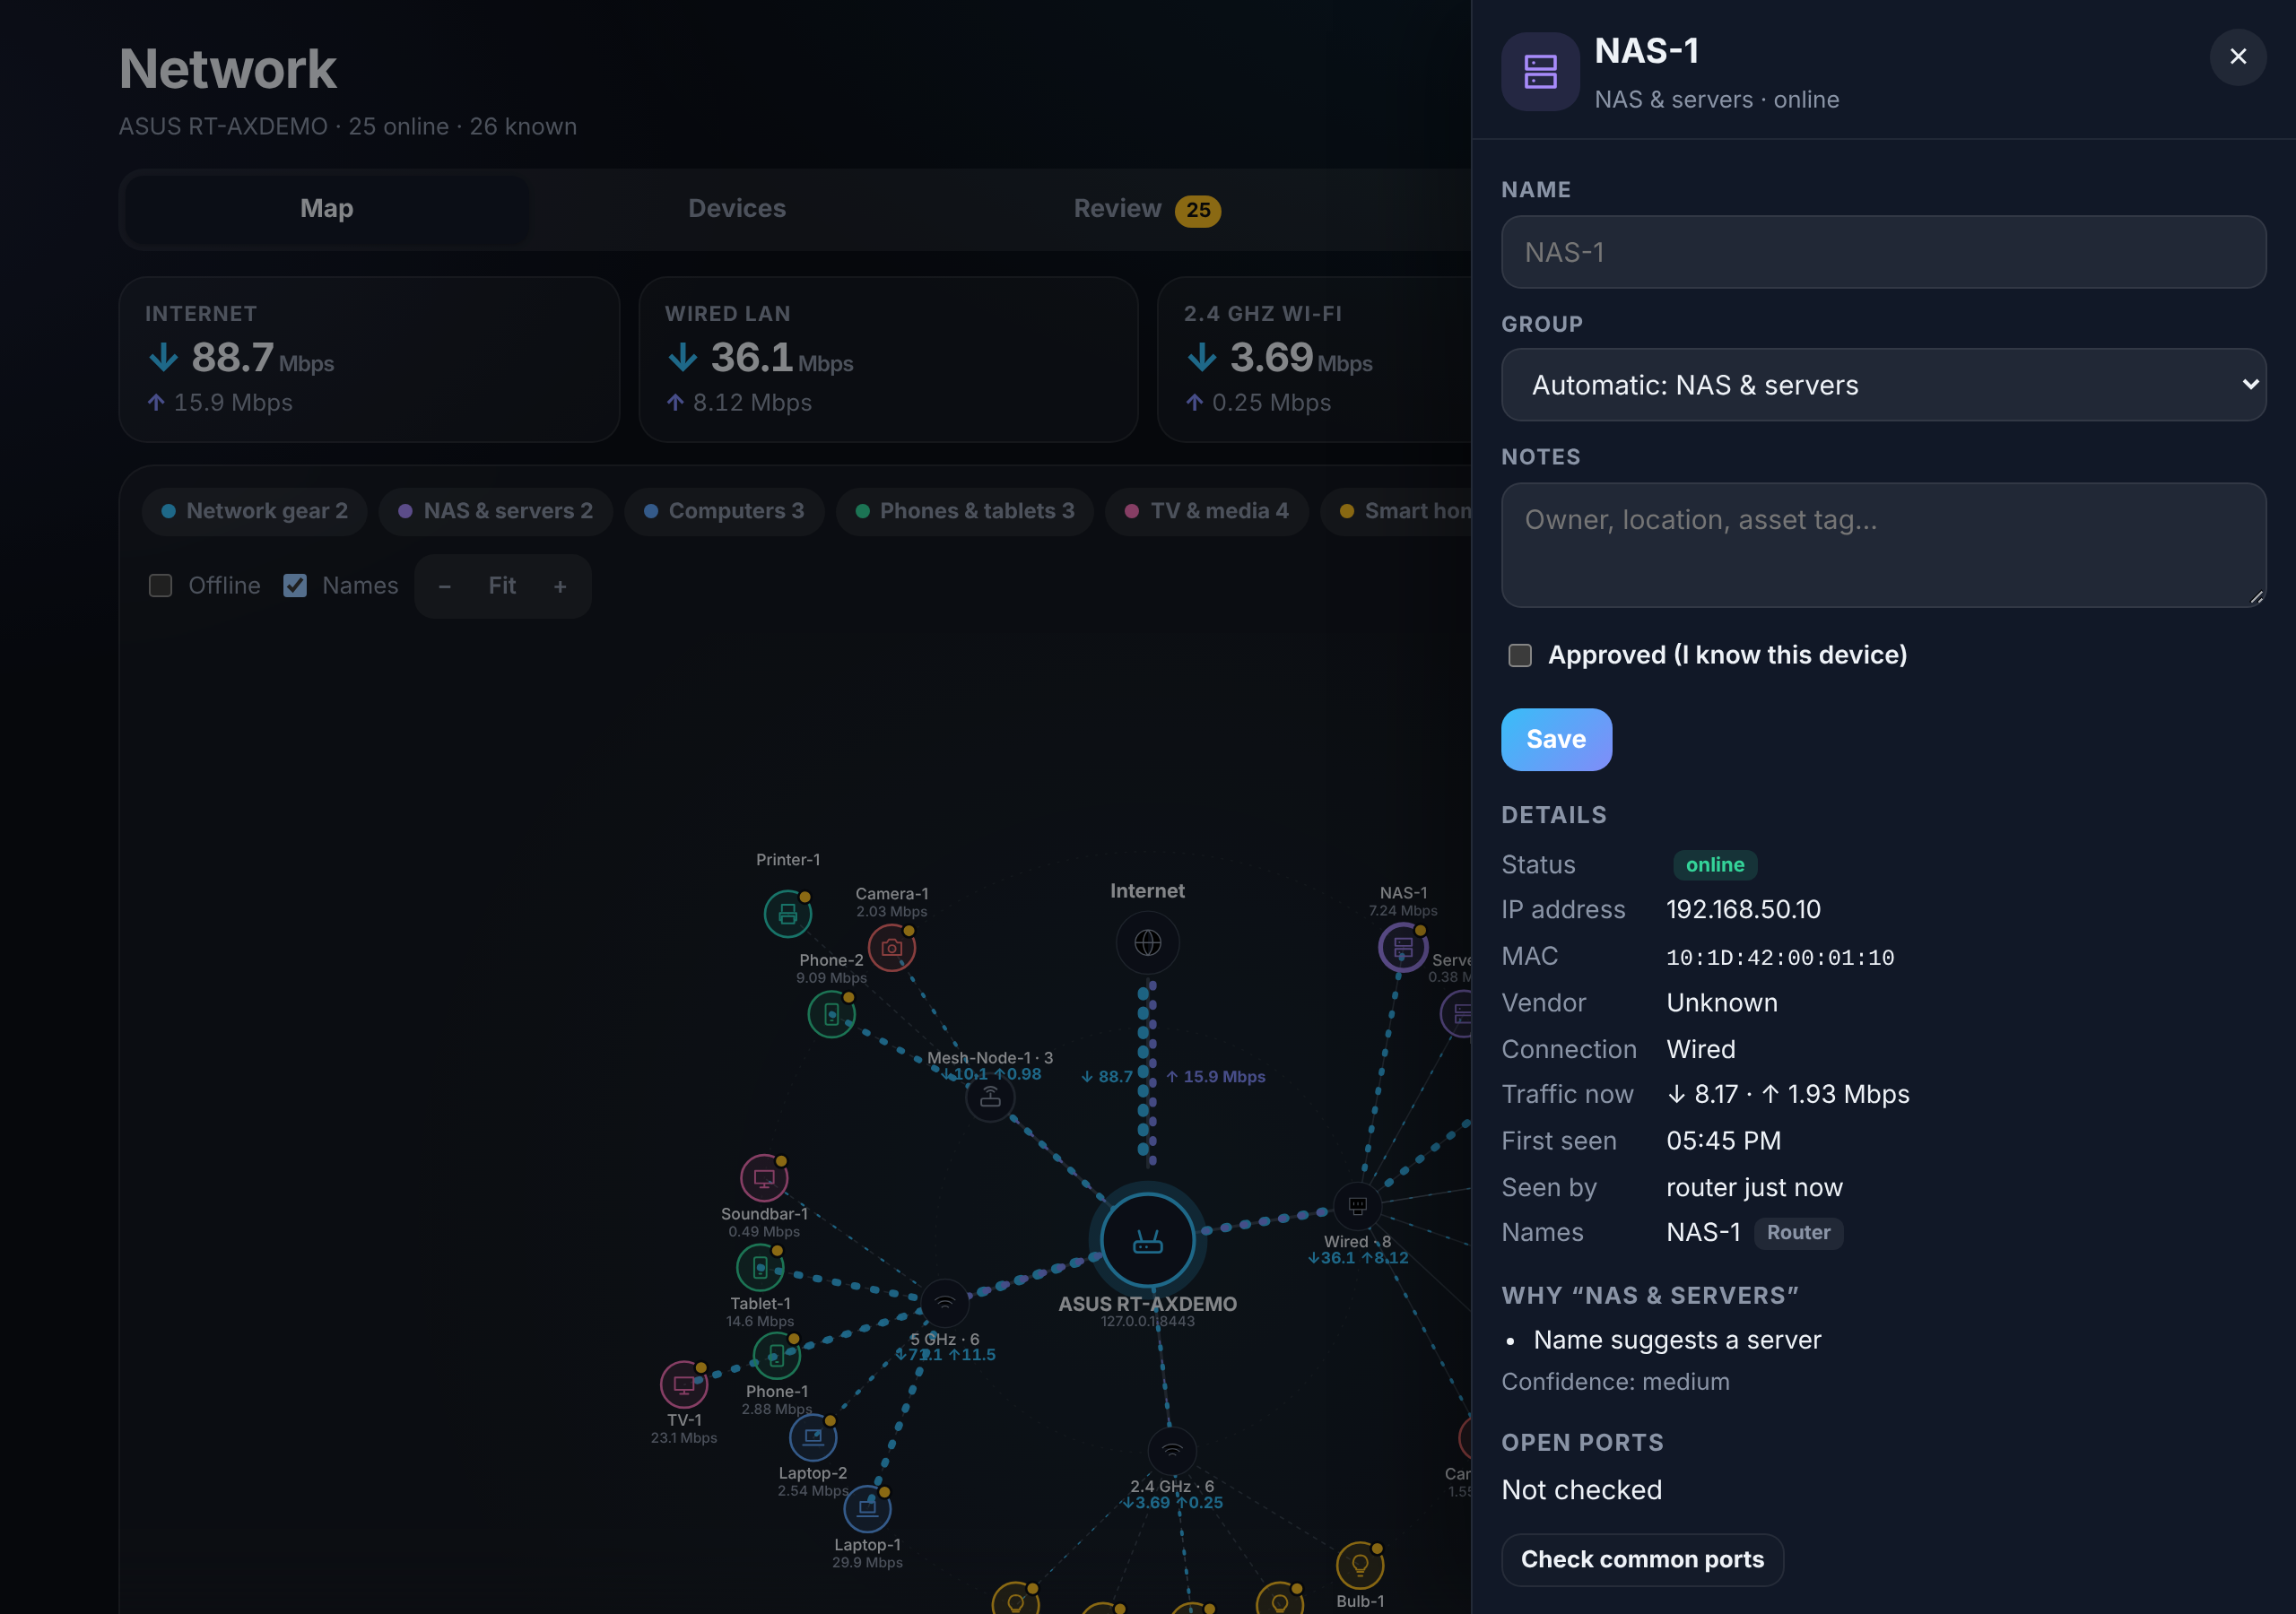 Network
ASUS RT-AXDEMO · 25 online · 26 known
Map
Devices
Review 25
INTERNET
↓ 88.7 Mbps
↑ 15.9 Mbps
WIRED LAN
↓ 36.1 Mbps
↑ 8.12 Mbps
2.4 GHZ WI-FI
↓ 3.69 Mbps
↑ 0.25 Mbps
Network gear 2
NAS & servers 2
Computers 3
Phones & tablets 3
TV & media 4
Offline
Names
− Fit +
Printer-1
Camera-1
2.03 Mbps
Phone-2
9.09 Mbps
Internet
NAS-1
7.24 Mbps
Mesh-Node-1 · 3
↓10.1 ↑0.98
↓ 88.7
↑ 15.9 Mbps
Soundbar-1
0.49 Mbps
Tablet-1
14.6 Mbps
5 GHz · 6
↓71.1 ↑11.5
ASUS RT-AXDEMO
127.0.0.1:8443
Wired · 8
↓36.1 ↑8.12
Phone-1
2.88 Mbps
TV-1
23.1 Mbps
Laptop-2
2.54 Mbps
Laptop-1
29.9 Mbps
2.4 GHz · 6
↓3.69 ↑0.25
Bulb-1
NAS-1
NAS & servers · online
NAME
NAS-1
GROUP
Automatic: NAS & servers
NOTES
Owner, location, asset tag...
Approved (I know this device)
Save
DETAILS
Status online
IP address 192.168.50.10
MAC 10:1D:42:00:01:10
Vendor Unknown
Connection Wired
Traffic now ↓ 8.17 · ↑ 1.93 Mbps
First seen 05:45 PM
Seen by router just now
Names NAS-1 Router
WHY “NAS & SERVERS”
• Name suggests a server
Confidence: medium
OPEN PORTS
Not checked
Check common ports